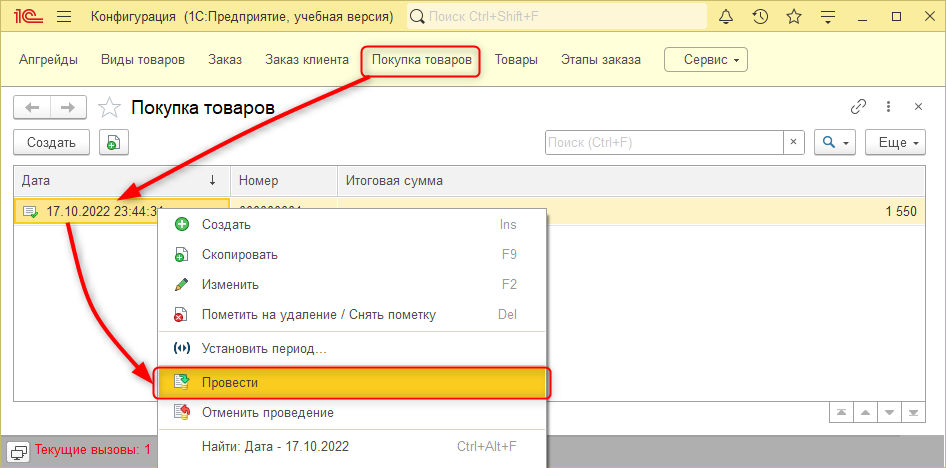 1С Конфигурация (1С:Предприятие, учебная версия) Поиск Ctrl+Shift+F
Апгрейды Виды товаров Заказ Заказ клиента Покупка товаров Товары Этапы заказа Сервис
Покупка товаров
Создать Поиск (Ctrl+F) × Еще
Дата ↓ Номер Итоговая сумма
17.10.2022 23:44:34 1 550
Создать Ins
Скопировать F9
Изменить F2
Пометить на удаление / Снять пометку Del
Установить период...
Провести
Отменить проведение
Найти: Дата - 17.10.2022 Ctrl+Alt+F
Текущие вызовы: 1